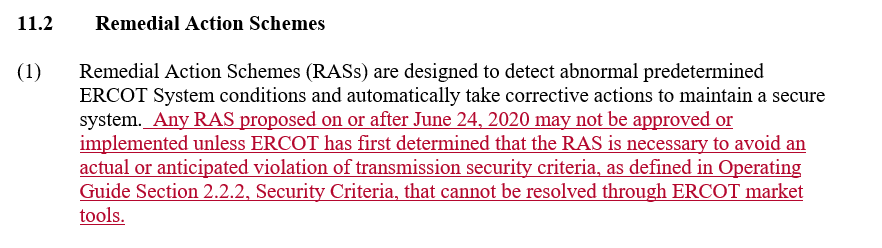 11.2 Remedial Action Schemes
(1) Remedial Action Schemes (RASs) are designed to detect abnormal predetermined
ERCOT System conditions and automatically take corrective actions to maintain a secure
system. Any RAS proposed on or after June 24, 2020 may not be approved or
implemented unless ERCOT has first determined that the RAS is necessary to avoid an
actual or anticipated violation of transmission security criteria, as defined in Operating
Guide Section 2.2.2, Security Criteria, that cannot be resolved through ERCOT market
tools.